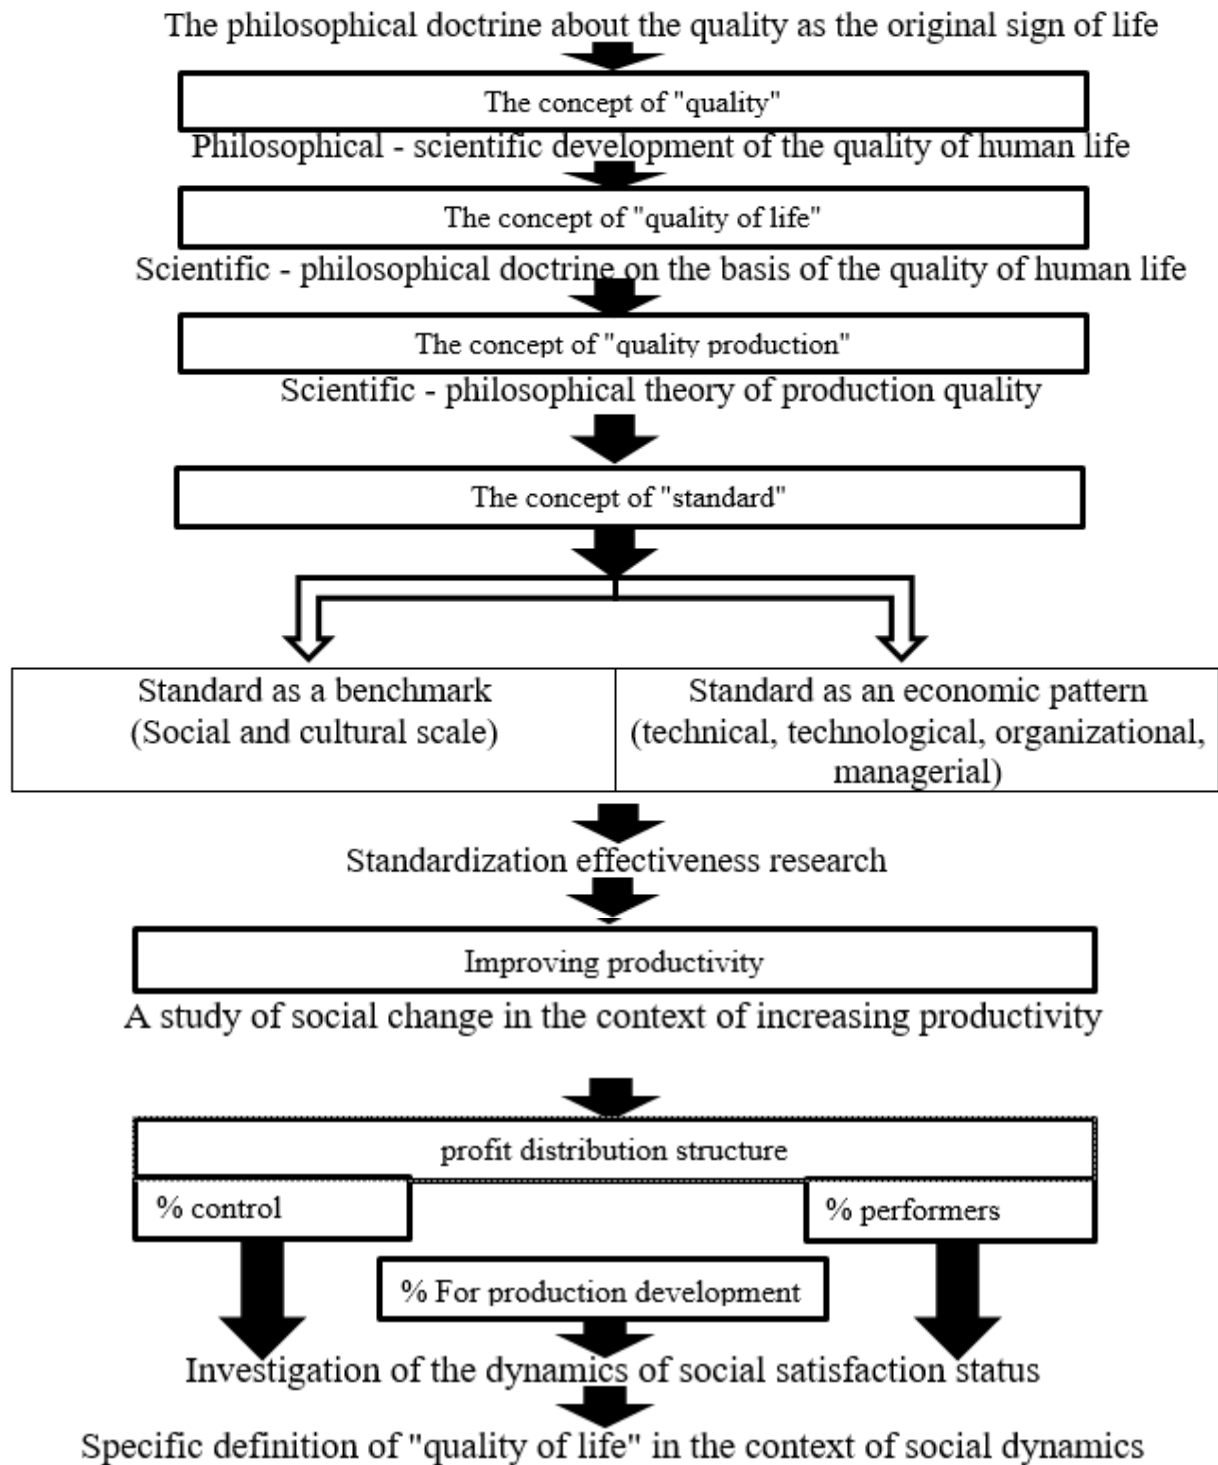 The philosophical doctrine about the quality as the original sign of life
The concept of "quality"
Philosophical - scientific development of the quality of human life
The concept of "quality of life"
Scientific - philosophical doctrine on the basis of the quality of human life
The concept of "quality production"
Scientific - philosophical theory of production quality
The concept of "standard"
Standard as a benchmark
(Social and cultural scale)
Standard as an economic pattern
(technical, technological, organizational,
managerial)
Standardization effectiveness research
Improving productivity
A study of social change in the context of increasing productivity
profit distribution structure
% control
% performers
% For production development
Investigation of the dynamics of social satisfaction status
Specific definition of "quality of life" in the context of social dynamics